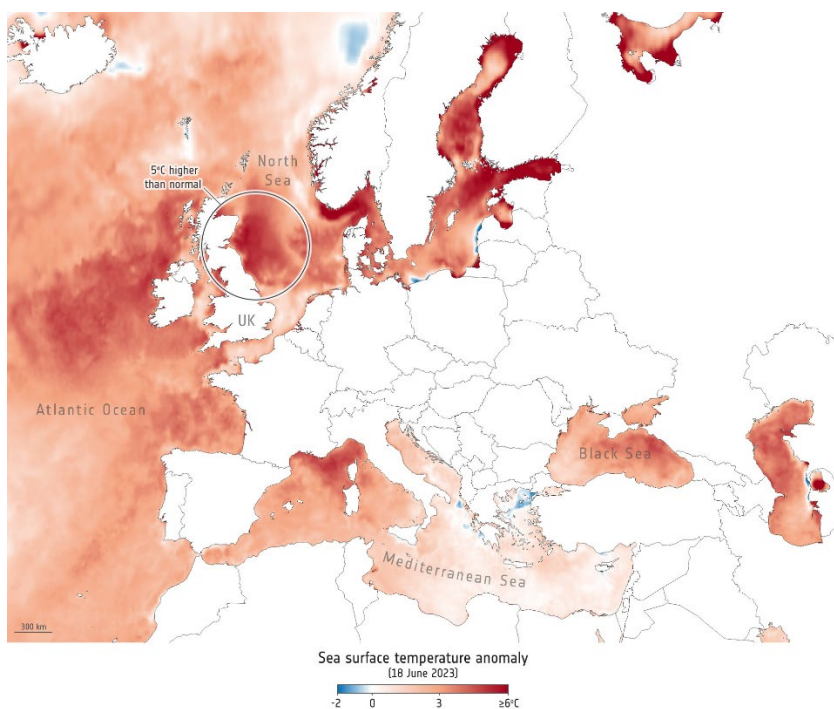 North
Sea
5°C higher
than normal
UK
Atlantic Ocean
Black Sea
Mediterranean Sea
300 km
Sea surface temperature anomaly
(18 June 2023)
-2 0 3 ≥6°C